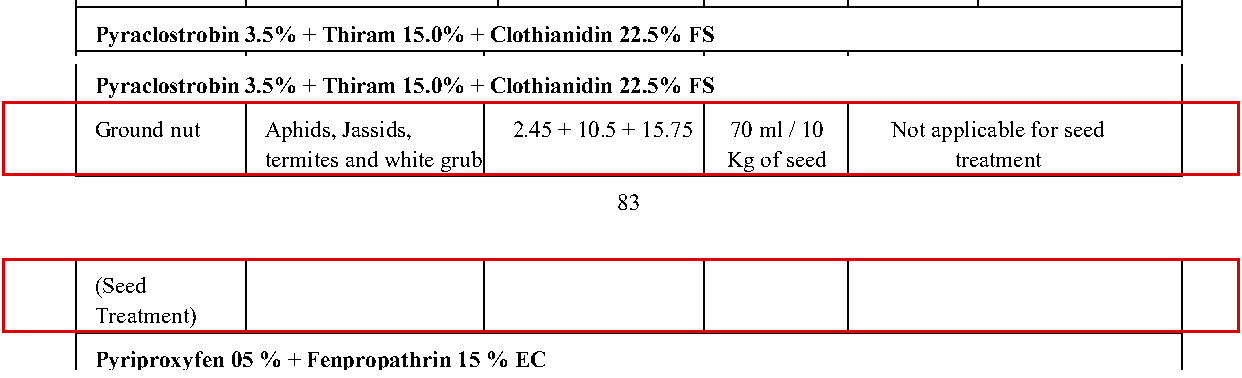 Pyraclostrobin 3.5% + Thiram 15.0% + Clothianidin 22.5% FS
Pyraclostrobin 3.5% + Thiram 15.0% + Clothianidin 22.5% FS
Ground nut Aphids, Jassids, 2.45 + 10.5 + 15.75 70 ml / 10 Not applicable for seed
termites and white grub Kg of seed treatment
83
(Seed
Treatment)
Pyriproxyfen 05 % + Fenpropathrin 15 % EC